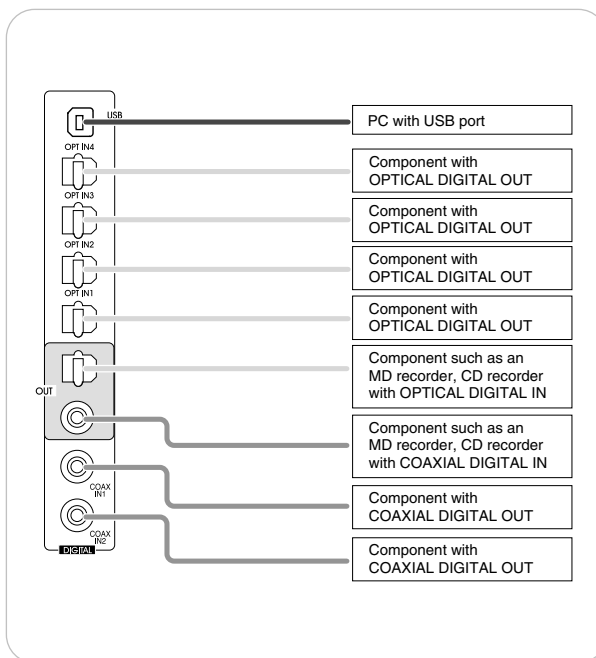 USB
PC with USB port
OPT IN4
Component with
OPTICAL DIGITAL OUT
OPT IN3
Component with
OPTICAL DIGITAL OUT
OPT IN2
Component with
OPTICAL DIGITAL OUT
OPT IN1
Component with
OPTICAL DIGITAL OUT
OUT
Component such as an
MD recorder, CD recorder
with OPTICAL DIGITAL IN
Component such as an
MD recorder, CD recorder
with COAXIAL DIGITAL IN
COAX
IN1
Component with
COAXIAL DIGITAL OUT
COAX
IN2
Component with
COAXIAL DIGITAL OUT
DIGITAL